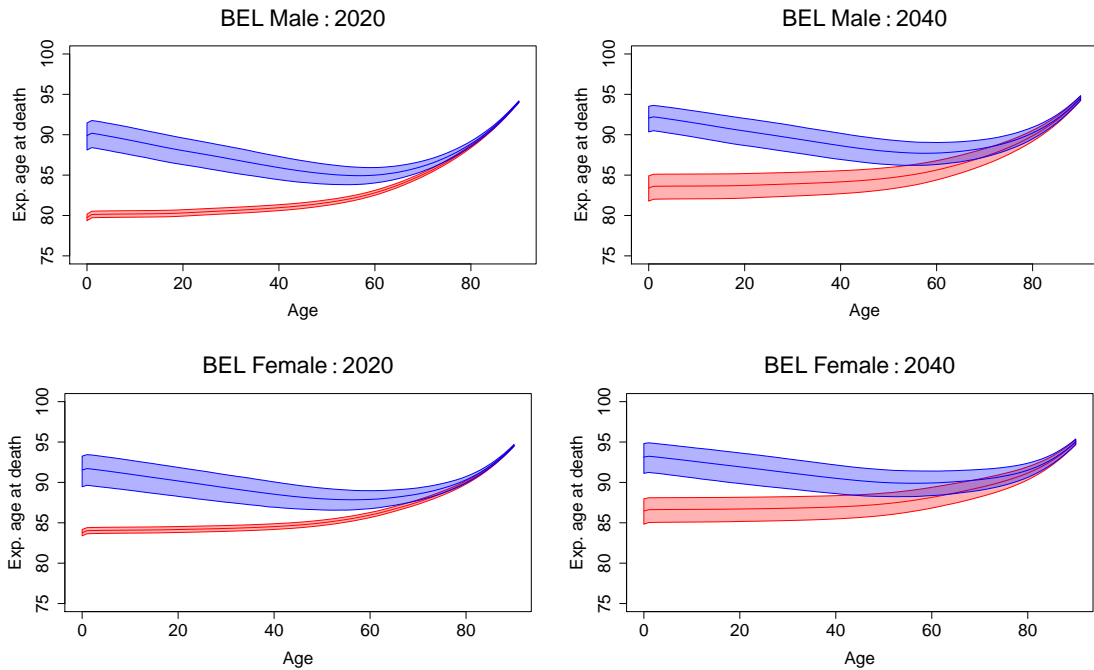 BEL Male : 2020
Exp. age at death
75 80 85 90 95 100
0 20 40 60 80
Age
BEL Male : 2040
Exp. age at death
75 80 85 90 95 100
0 20 40 60 80
Age
BEL Female : 2020
Exp. age at death
75 80 85 90 95 100
0 20 40 60 80
Age
BEL Female : 2040
Exp. age at death
75 80 85 90 95 100
0 20 40 60 80
Age